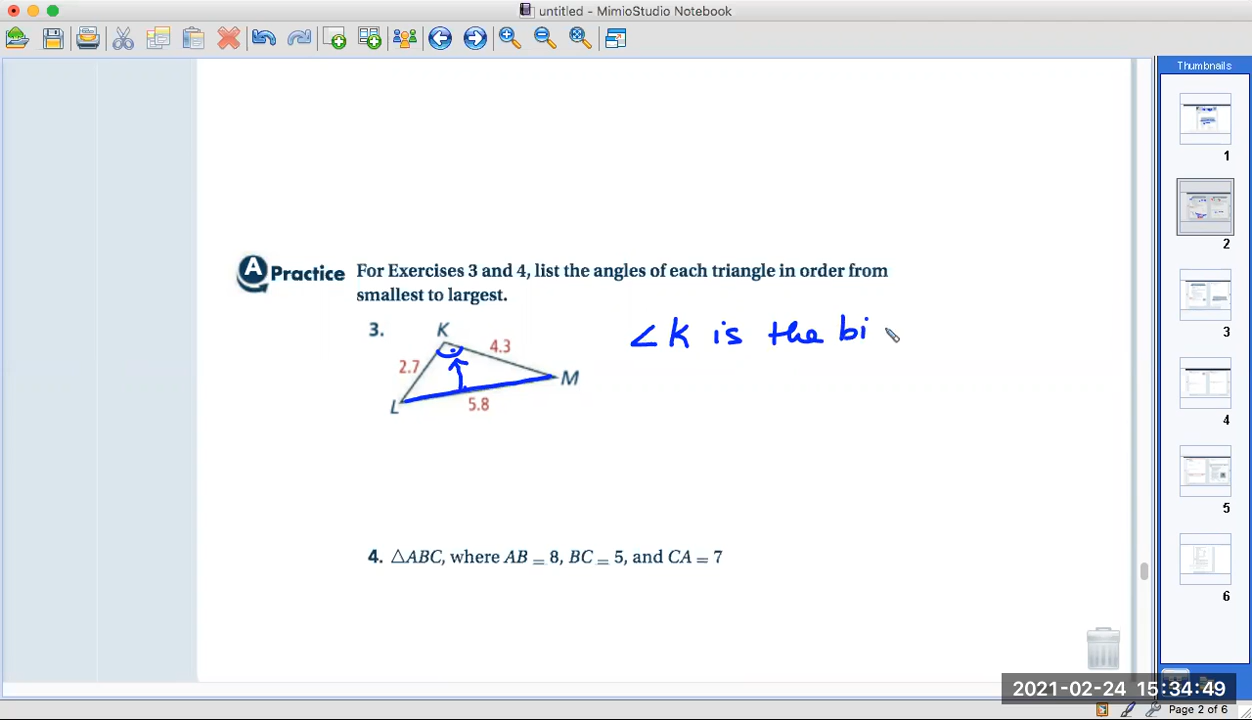 untitled - MimioStudio Notebook
Thumbnails
1
2
3
4
5
6
A Practice For Exercises 3 and 4, list the angles of each triangle in order from
smallest to largest.
3.
K
4.3
2.7
M
L
5.8
∠K is the bi
4. △ABC, where AB = 8, BC = 5, and CA = 7
2021-02-24 15:34:49
Page 2 of 6